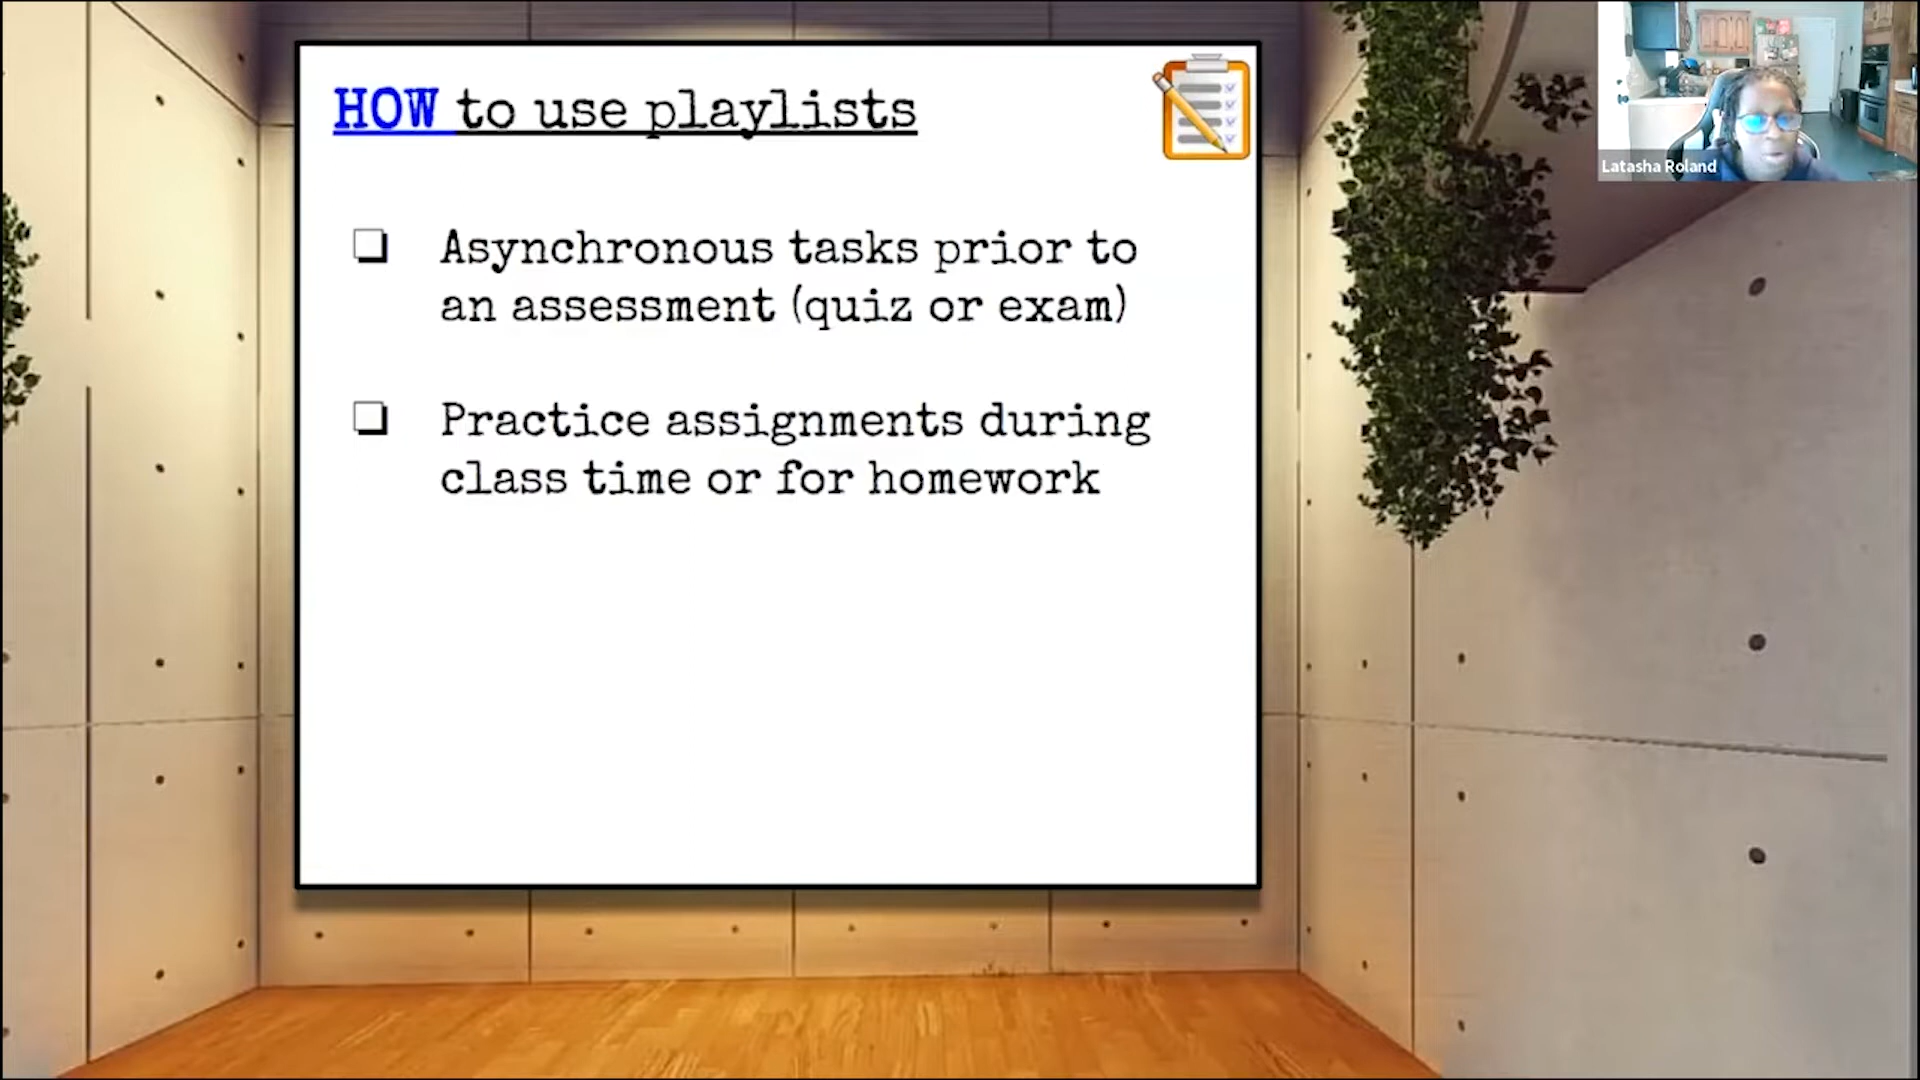 HOW to use playlists
Asynchronous tasks prior to
an assessment (quiz or exam)
Practice assignments during
class time or for homework
Latasha Roland